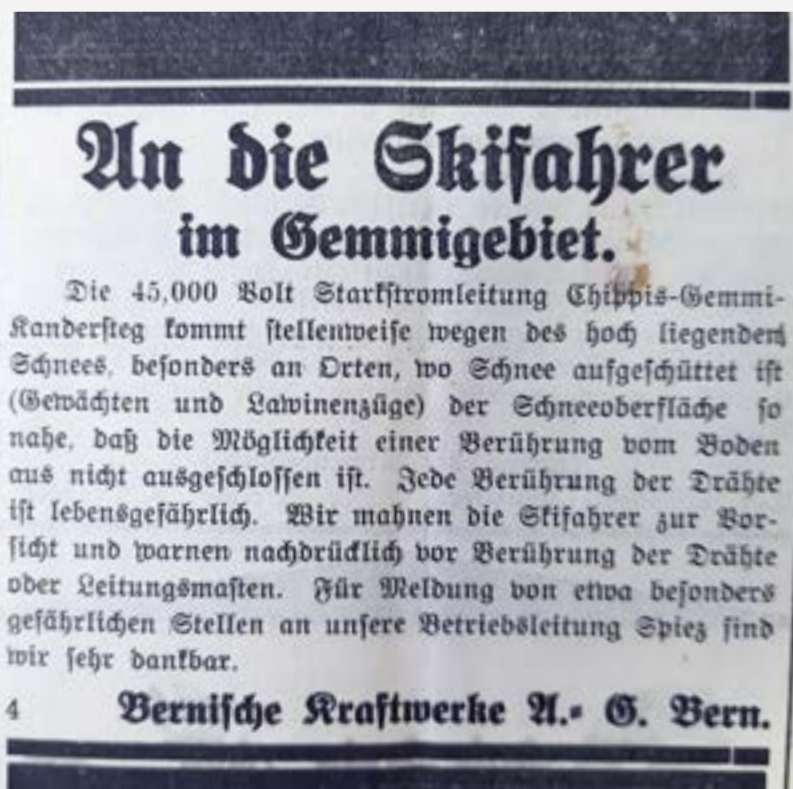 An die Skifahrer
im Gemmigebiet.
Die 45,000 Volt Starkstromleitung Chippis-Gemmi-
Kandersteg kommt stellenweise wegen des hoch liegenden
Schnees, besonders an Orten, wo Schnee aufgeschüttet ist
(Gewächten und Lawinenzüge) der Schneeoberfläche so
nahe, daß die Möglichkeit einer Berührung vom Boden
aus nicht ausgeschlossen ist. Jede Berührung der Drähte
ist lebensgefährlich. Wir mahnen die Skifahrer zur Vor-
sicht und warnen nachdrücklich vor Berührung der Drähte
oder Leitungsmasten. Für Meldung von etwa besonders
gefährlichen Stellen an unsere Betriebsleitung Spiez sind
wir sehr dankbar.
4 Bernische Kraftwerke A.- G. Bern.